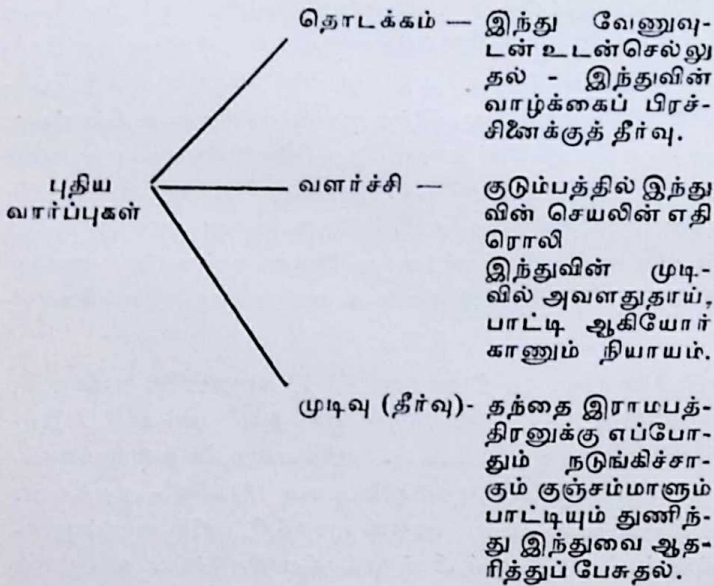 தொடக்கம் — இந்து வேணுவு-
டன் உடன்செல்லு
தல் - இந்துவின்
வாழ்க்கைப் பிரச்-
சினைக்குத் தீர்வு.
புதிய
வார்ப்புகள்
வளர்ச்சி — குடும்பத்தில் இந்து
வின் செயலின் எதி
ரொலி
இந்துவின் முடி-
வில் அவளதுதாய்,
பாட்டி ஆகியோர்
காணும் நியாயம்.
முடிவு (தீர்வு)- தந்தை இராமபத்-
திரனுக்கு எப்போ-
தும் நடுங்கிச்சா-
கும் குஞ்சம்மாளும்
பாட்டியும் துணிந்-
து இந்துவை ஆத-
ரித்துப் பேசுதல்.